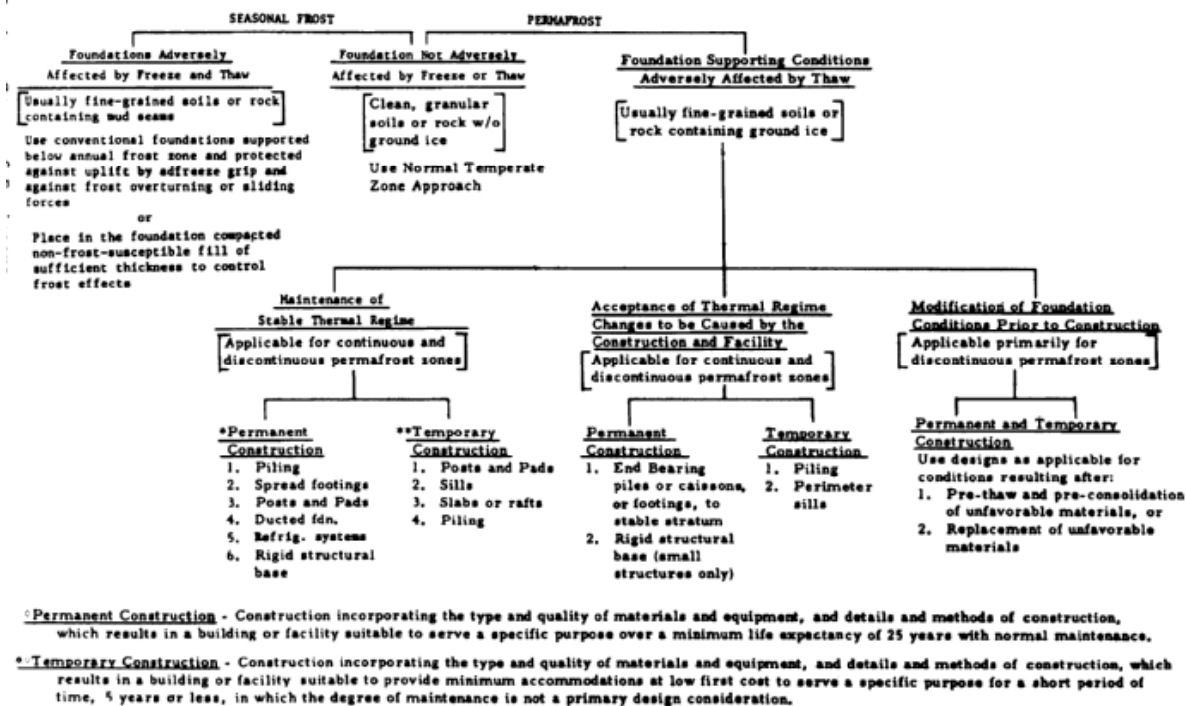 SEASONAL FROST
PERMAFROST
Foundations Adversely
Affected by Freeze and Thaw
Usually fine-grained soils or rock
containing mud seams
Use conventional foundations supported
below annual frost zone and protected
against uplift by adfreeze grip and
against frost overturning or sliding
forces
or
Place in the foundation compacted
non-frost-susceptible fill of
sufficient thickness to control
frost effects
Foundation Not Adversely
Affected by Freeze or Thaw
Clean, granular
soils or rock w/o
ground ice
Use Normal Temperate
Zone Approach
Foundation Supporting Conditions
Adversely Affected by Thaw
Usually fine-grained soils or
rock containing ground ice
Maintenance of
Stable Thermal Regime
Applicable for continuous and
discontinuous permafrost zones
*Permanent
Construction
1. Piling
2. Spread footings
3. Posts and Pads
4. Ducted fdn.
5. Refrig. systems
6. Rigid structural
base
**Temporary
Construction
1. Posts and Pads
2. Sills
3. Slabs or rafts
4. Piling
Acceptance of Thermal Regime
Changes to be Caused by the
Construction and Facility
Applicable for continuous and
discontinuous permafrost zones
Permanent
Construction
1. End Bearing
piles or caissons,
or footings, to
stable stratum
2. Rigid structural
base (small
structures only)
Temporary
Construction
1. Piling
2. Perimeter
sills
Modification of Foundation
Conditions Prior to Construction
Applicable primarily for
discontinuous permafrost zones
Permanent and Temporary
Construction
Use designs as applicable for
conditions resulting after:
1. Pre-thaw and pre-consolidation
of unfavorable materials, or
2. Replacement of unfavorable
materials
*Permanent Construction - Construction incorporating the type and quality of materials and equipment, and details and methods of construction,
which results in a building or facility suitable to serve a specific purpose over a minimum life expectancy of 25 years with normal maintenance.
**Temporary Construction - Construction incorporating the type and quality of materials and equipment, and details and methods of construction, which
results in a building or facility suitable to provide minimum accommodations at low first cost to serve a specific purpose for a short period of
time, 5 years or less, in which the degree of maintenance is not a primary design consideration.